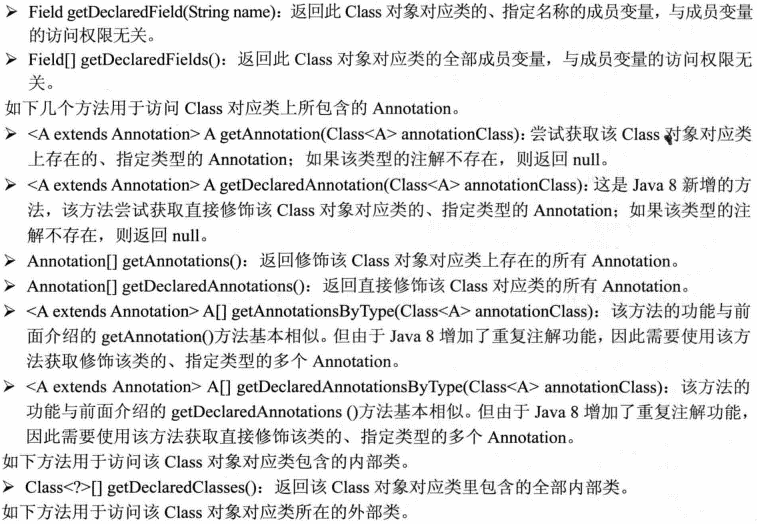 ➢ Field getDeclaredField(String name)：返回此 Class 对象对应类的、指定名称的成员变量，与成员变量
的访问权限无关。
➢ Field[] getDeclaredFields()：返回此 Class 对象对应类的全部成员变量，与成员变量的访问权限无
关。
如下几个方法用于访问 Class 对应类上所包含的 Annotation。
➢ <A extends Annotation> A getAnnotation(Class<A> annotationClass)：尝试获取该 Class 对象对应类
上存在的、指定类型的 Annotation；如果该类型的注解不存在，则返回 null。
➢ <A extends Annotation> A getDeclaredAnnotation(Class<A> annotationClass)：这是 Java 8 新增的方
法，该方法尝试获取直接修饰该 Class 对象对应类的、指定类型的 Annotation；如果该类型的注
解不存在，则返回 null。
➢ Annotation[] getAnnotations()：返回修饰该 Class 对象对应类上存在的所有 Annotation。
➢ Annotation[] getDeclaredAnnotations()：返回直接修饰该 Class 对应类的所有 Annotation。
➢ <A extends Annotation> A[] getAnnotationsByType(Class<A> annotationClass)：该方法的功能与前
面介绍的 getAnnotation()方法基本相似。但由于 Java 8 增加了重复注解功能，因此需要使用该方
法获取修饰该类的、指定类型的多个 Annotation。
➢ <A extends Annotation> A[] getDeclaredAnnotationsByType(Class<A> annotationClass)：该方法的
功能与前面介绍的 getDeclaredAnnotations ()方法基本相似。但由于 Java 8 增加了重复注解功能，
因此需要使用该方法获取直接修饰该类的、指定类型的多个 Annotation。
如下方法用于访问该 Class 对象对应类包含的内部类。
➢ Class<?>[] getDeclaredClasses()：返回该 Class 对象对应类里包含的全部内部类。
如下方法用于访问该 Class 对象对应类所在的外部类。